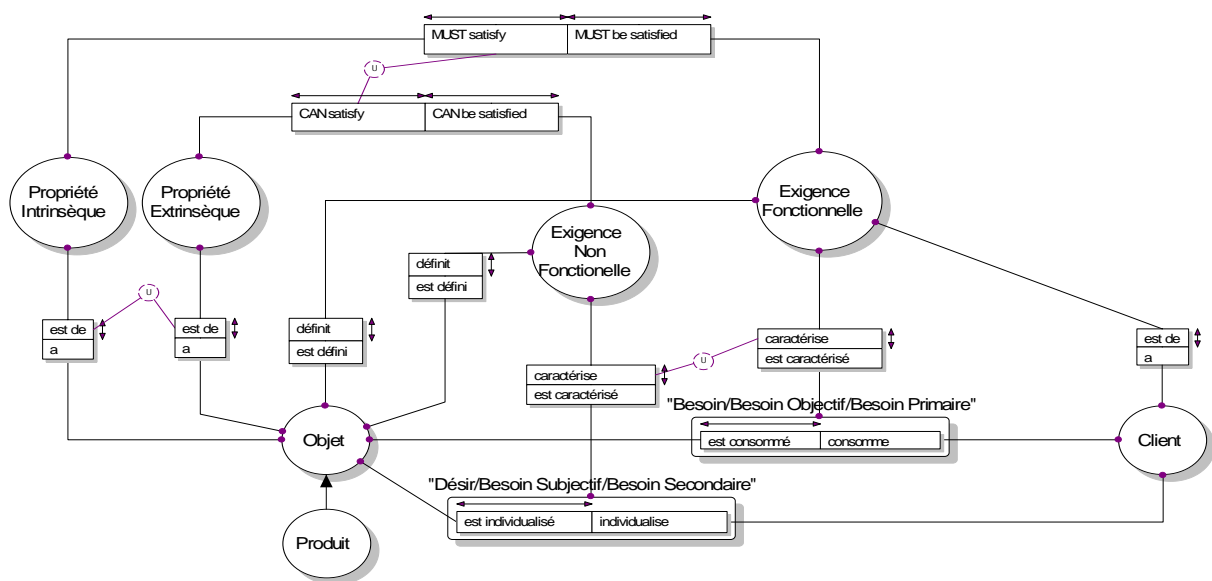 MUST satisfy MUST be satisfied
U
CAN satisfy CAN be satisfied
Propriété
Intrinsèque
Propriété
Extrinsèque
Exigence
Fonctionnelle
Exigence
Non
Fonctionelle
définit
est défini
U
est de
a
est de
a
définit
est défini
caractérise
est caractérisé
est de
a
U
caractérise
est caractérisé
"Besoin/Besoin Objectif/Besoin Primaire"
est consommé consomme
Objet
Client
"Désir/Besoin Subjectif/Besoin Secondaire"
est individualisé individualise
Produit